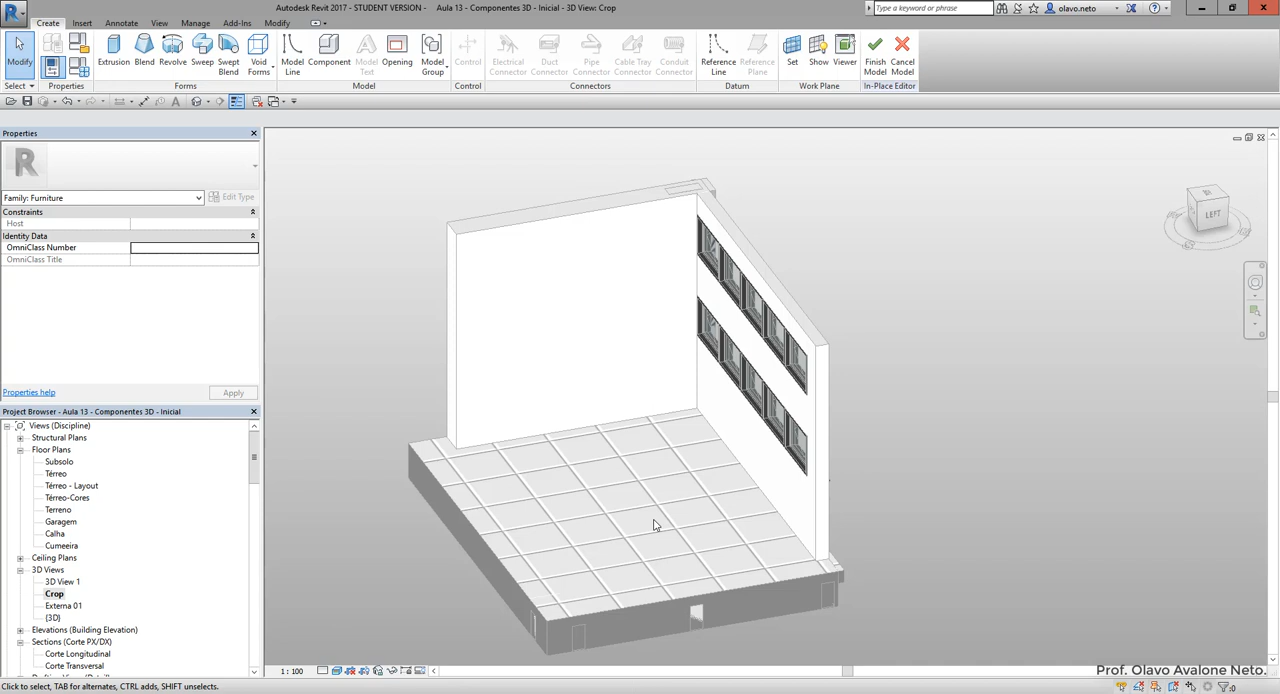 Autodesk Revit 2017 - STUDENT VERSION - Aula 13 - Componentes 3D - Inicial - 3D View: Crop
Type a keyword or phrase
olavo.neto
Create Insert Annotate View Manage Add-Ins Modify
Modify
Extrusion Blend Revolve Sweep Swept Blend Void Forms
Model Line Component Model Text Opening Model Group
Control
Electrical Connector Duct Connector Pipe Connector Cable Tray Connector Conduit Connector
Reference Line Reference Plane
Set Show Viewer
Finish Model Cancel Model
Select Properties Forms Model Control Connectors Datum Work Plane In-Place Editor
Properties
Family: Furniture
Edit Type
Constraints
Host
Identity Data
OmniClass Number
OmniClass Title
Properties help
Apply
Project Browser - Aula 13 - Componentes 3D - Inicial
Views (Discipline)
Structural Plans
Floor Plans
Subsolo
Térreo
Térreo - Layout
Térreo-Cores
Terreno
Garagem
Calha
Cumeeira
Ceiling Plans
3D Views
3D View 1
Crop
Externa 01
{3D}
Elevations (Building Elevation)
Sections (Corte PX/DX)
Corte Longitudinal
Corte Transversal
LEFT
1 : 100
Prof. Olavo Avalone Neto.
Click to select, TAB for alternates, CTRL adds, SHIFT unselects.
:0